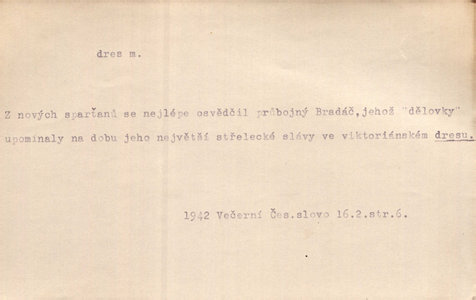 dres m.
Z nových sparťanů se nejlépe osvědčil průbojný Bradáč,jehož "dělovky"
upomínaly na dobu jeho největší střelecké slávy ve viktoriánském dresu.
1942 Večerní Čes.slovo 16.2.str.6.